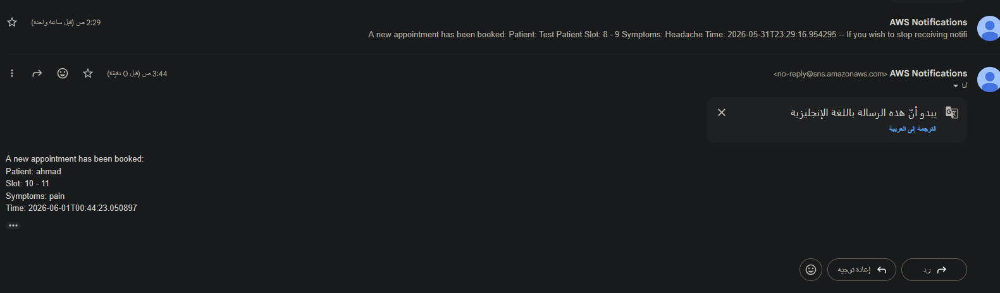 AWS Notifications
2:29 ص (قبل ساعة واحدة)
A new appointment has been booked: Patient: Test Patient Slot: 8 - 9 Symptoms: Headache Time: 2026-05-31T23:29:16.954295 -- If you wish to stop receiving notifi
AWS Notifications <no-reply@sns.amazonaws.com>
3:44 ص (قبل 0 دقيقة)
أنا
يبدو أنّ هذه الرسالة باللغة الإنجليزية
الترجمة إلى العربية
A new appointment has been booked:
Patient: ahmad
Slot: 10 - 11
Symptoms: pain
Time: 2026-06-01T00:44:23.050897
رد
إعادة توجيه